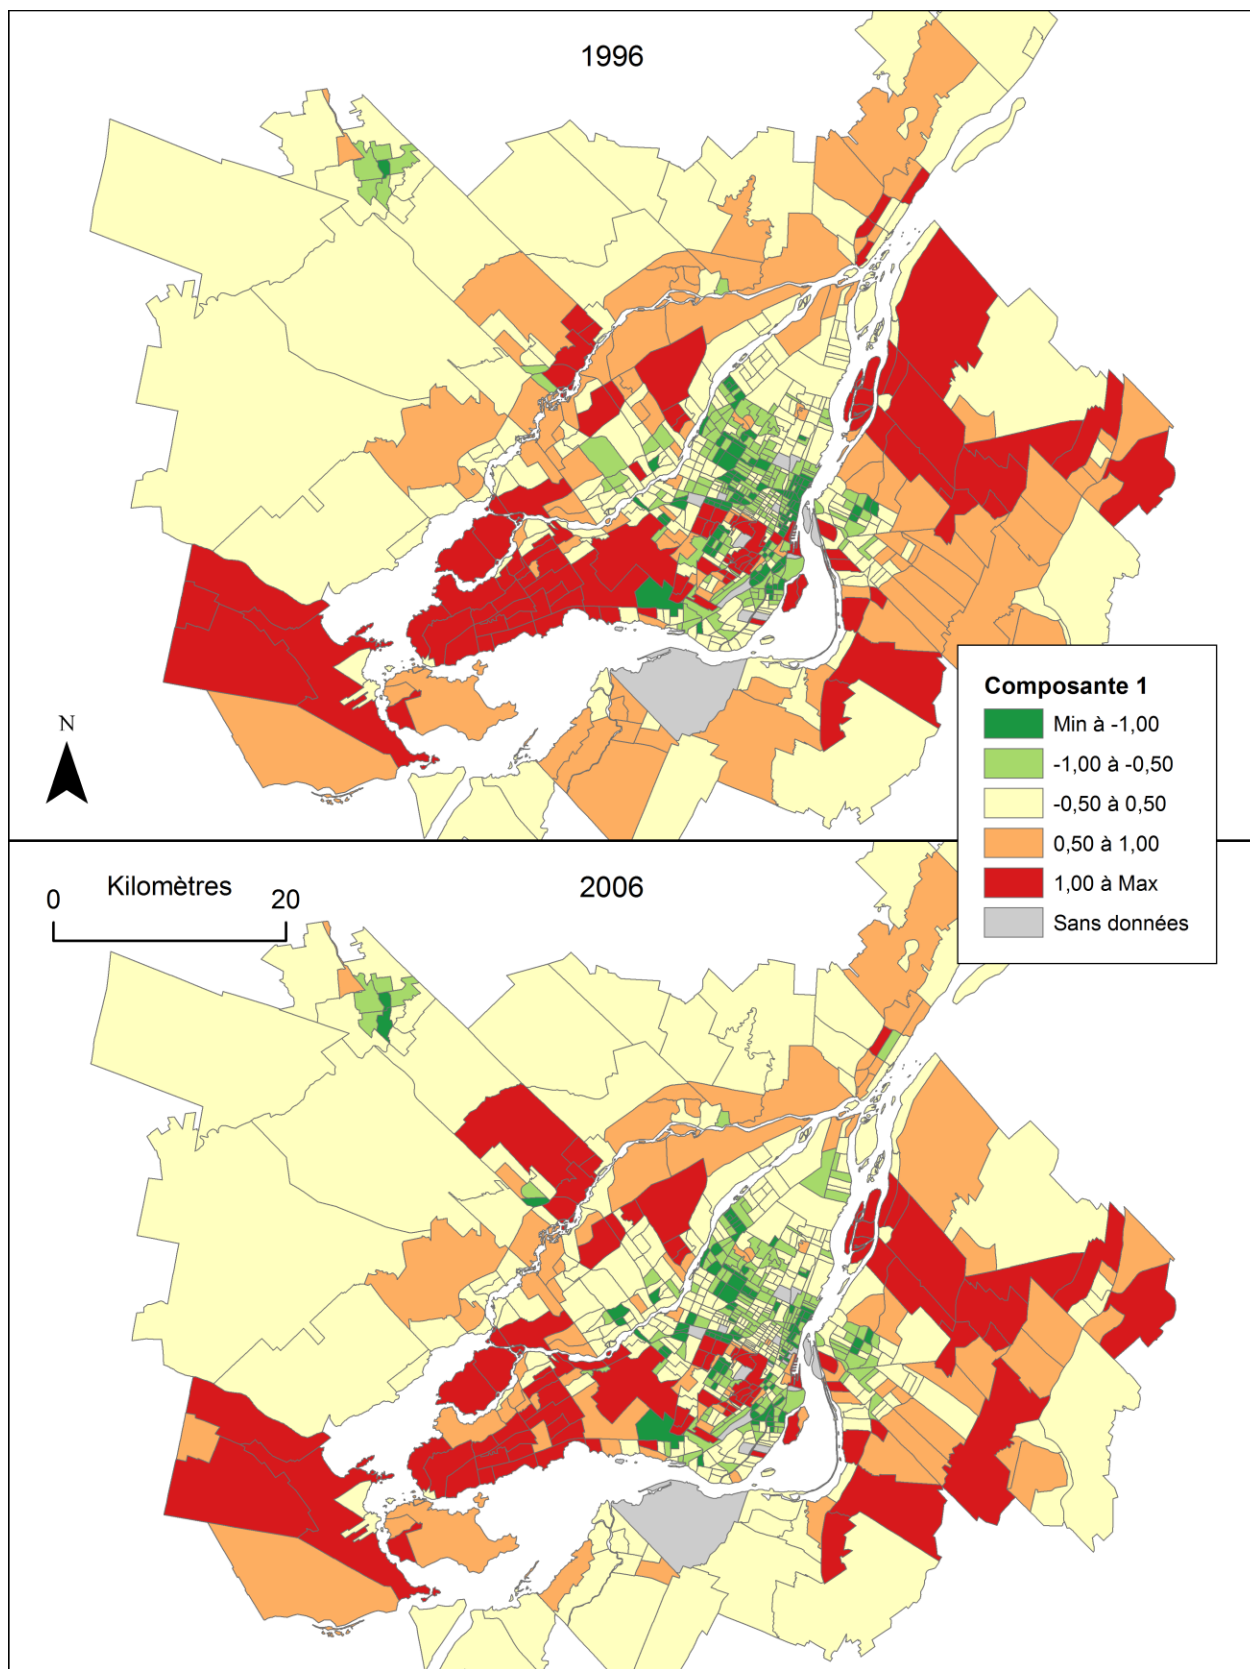 1996
N
Composante 1
Min à -1,00
-1,00 à -0,50
-0,50 à 0,50
0,50 à 1,00
1,00 à Max
Sans données
0 Kilomètres 20
2006